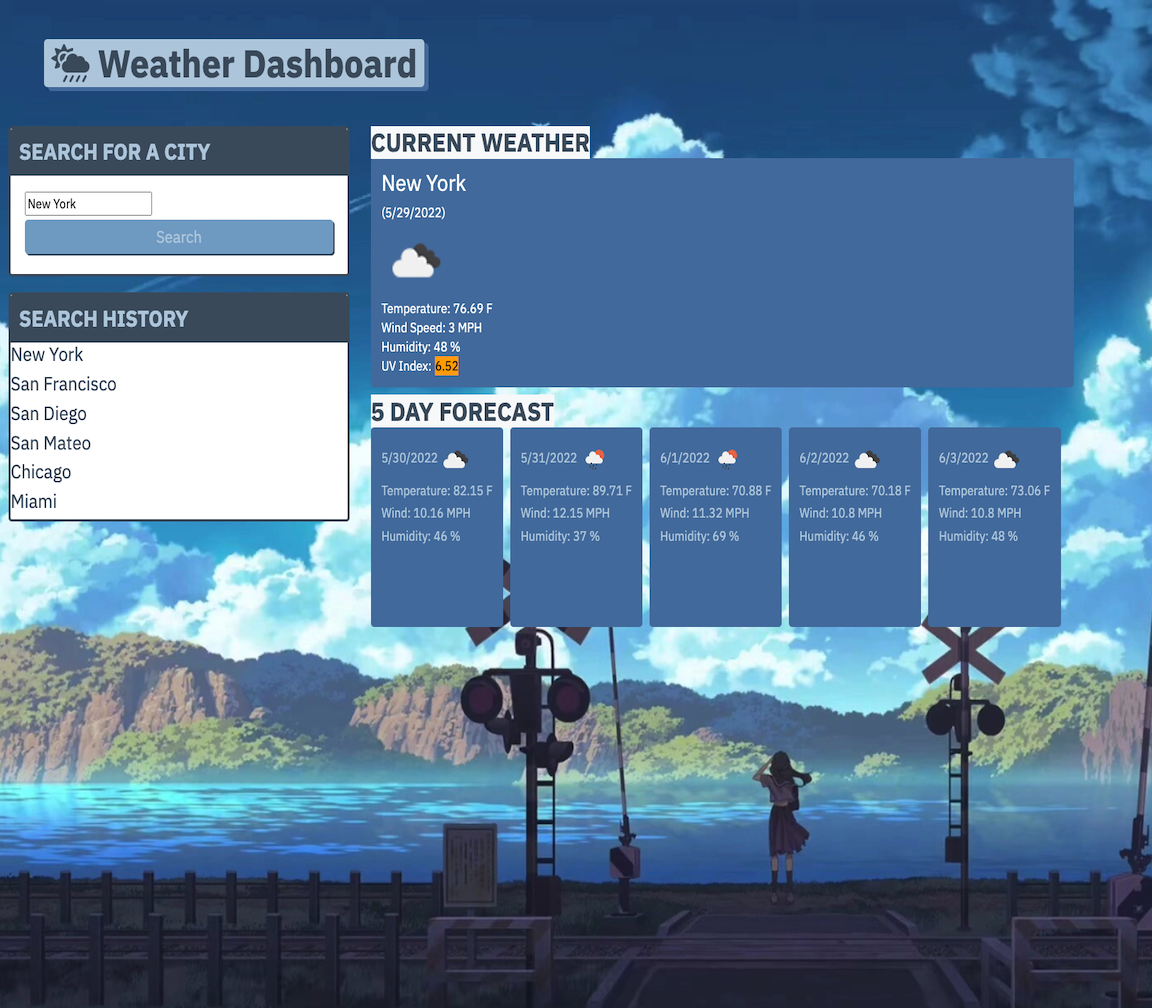 Weather Dashboard
SEARCH FOR A CITY
New York
Search
SEARCH HISTORY
New York
San Francisco
San Diego
San Mateo
Chicago
Miami
CURRENT WEATHER
New York
(5/29/2022)
Temperature: 76.69 F
Wind Speed: 3 MPH
Humidity: 48 %
UV Index: 6.52
5 DAY FORECAST
5/30/2022
Temperature: 82.15 F
Wind: 10.16 MPH
Humidity: 46 %
5/31/2022
Temperature: 89.71 F
Wind: 12.15 MPH
Humidity: 37 %
6/1/2022
Temperature: 70.88 F
Wind: 11.32 MPH
Humidity: 69 %
6/2/2022
Temperature: 70.18 F
Wind: 10.8 MPH
Humidity: 46 %
6/3/2022
Temperature: 73.06 F
Wind: 10.8 MPH
Humidity: 48 %